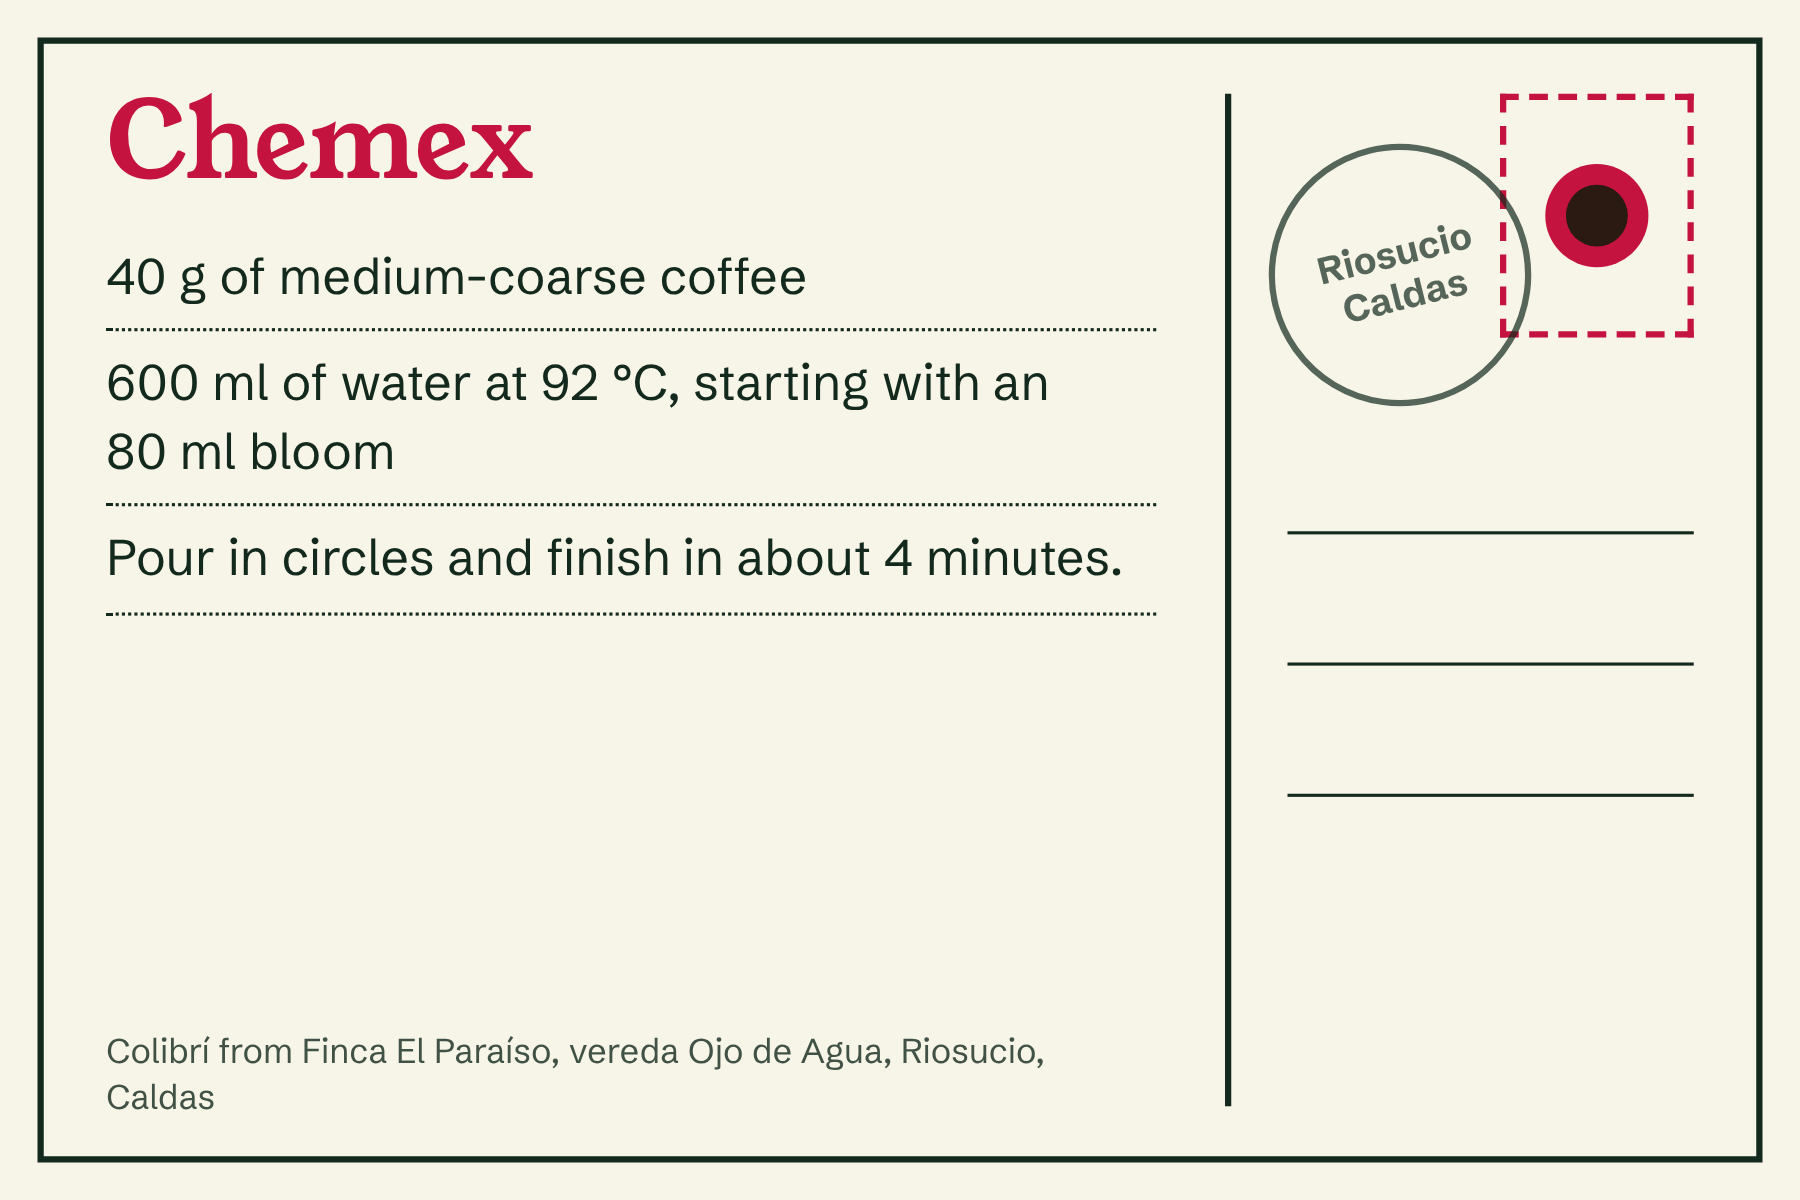 Chemex
40 g of medium-coarse coffee
600 ml of water at 92 °C, starting with an
80 ml bloom
Pour in circles and finish in about 4 minutes.
Colibrí from Finca El Paraíso, vereda Ojo de Agua, Riosucio,
Caldas
Riosucio
Caldas